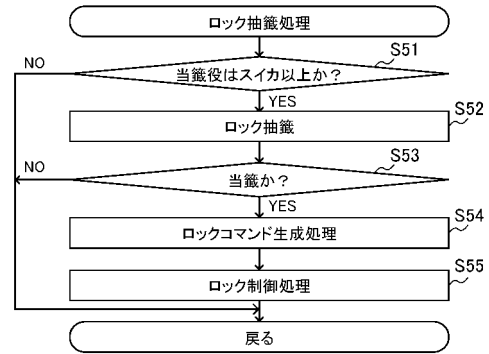 ロック抽籤処理
S51
NO
当籤役はスイカ以上か？
YES
S52
ロック抽籤
S53
NO
当籤か？
YES
S54
ロックコマンド生成処理
S55
ロック制御処理
戻る